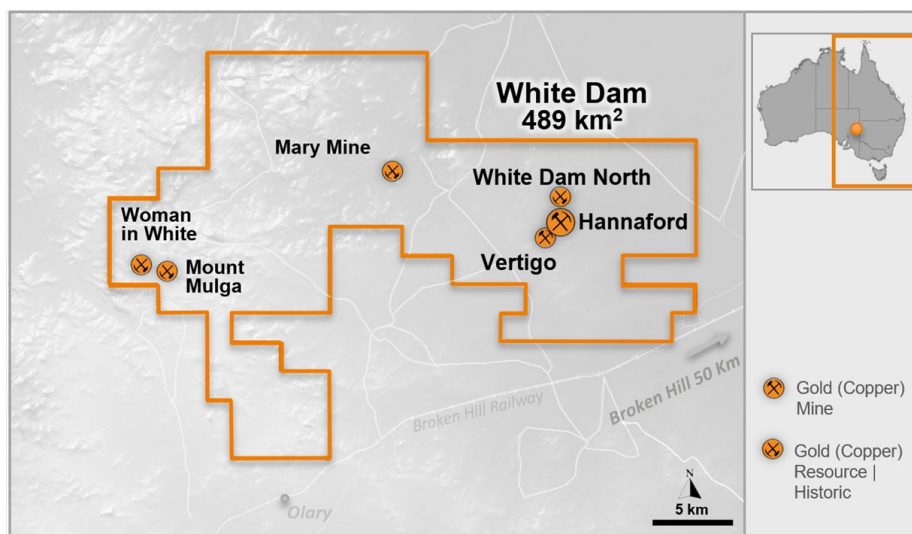 White Dam
489 km²
Mary Mine
White Dam North
Hannaford
Vertigo
Woman
in White
Mount
Mulga
Broken Hill 50 Km
Broken Hill Railway
Olary
N
5 km
Gold (Copper)
Mine
Gold (Copper)
Resource |
Historic